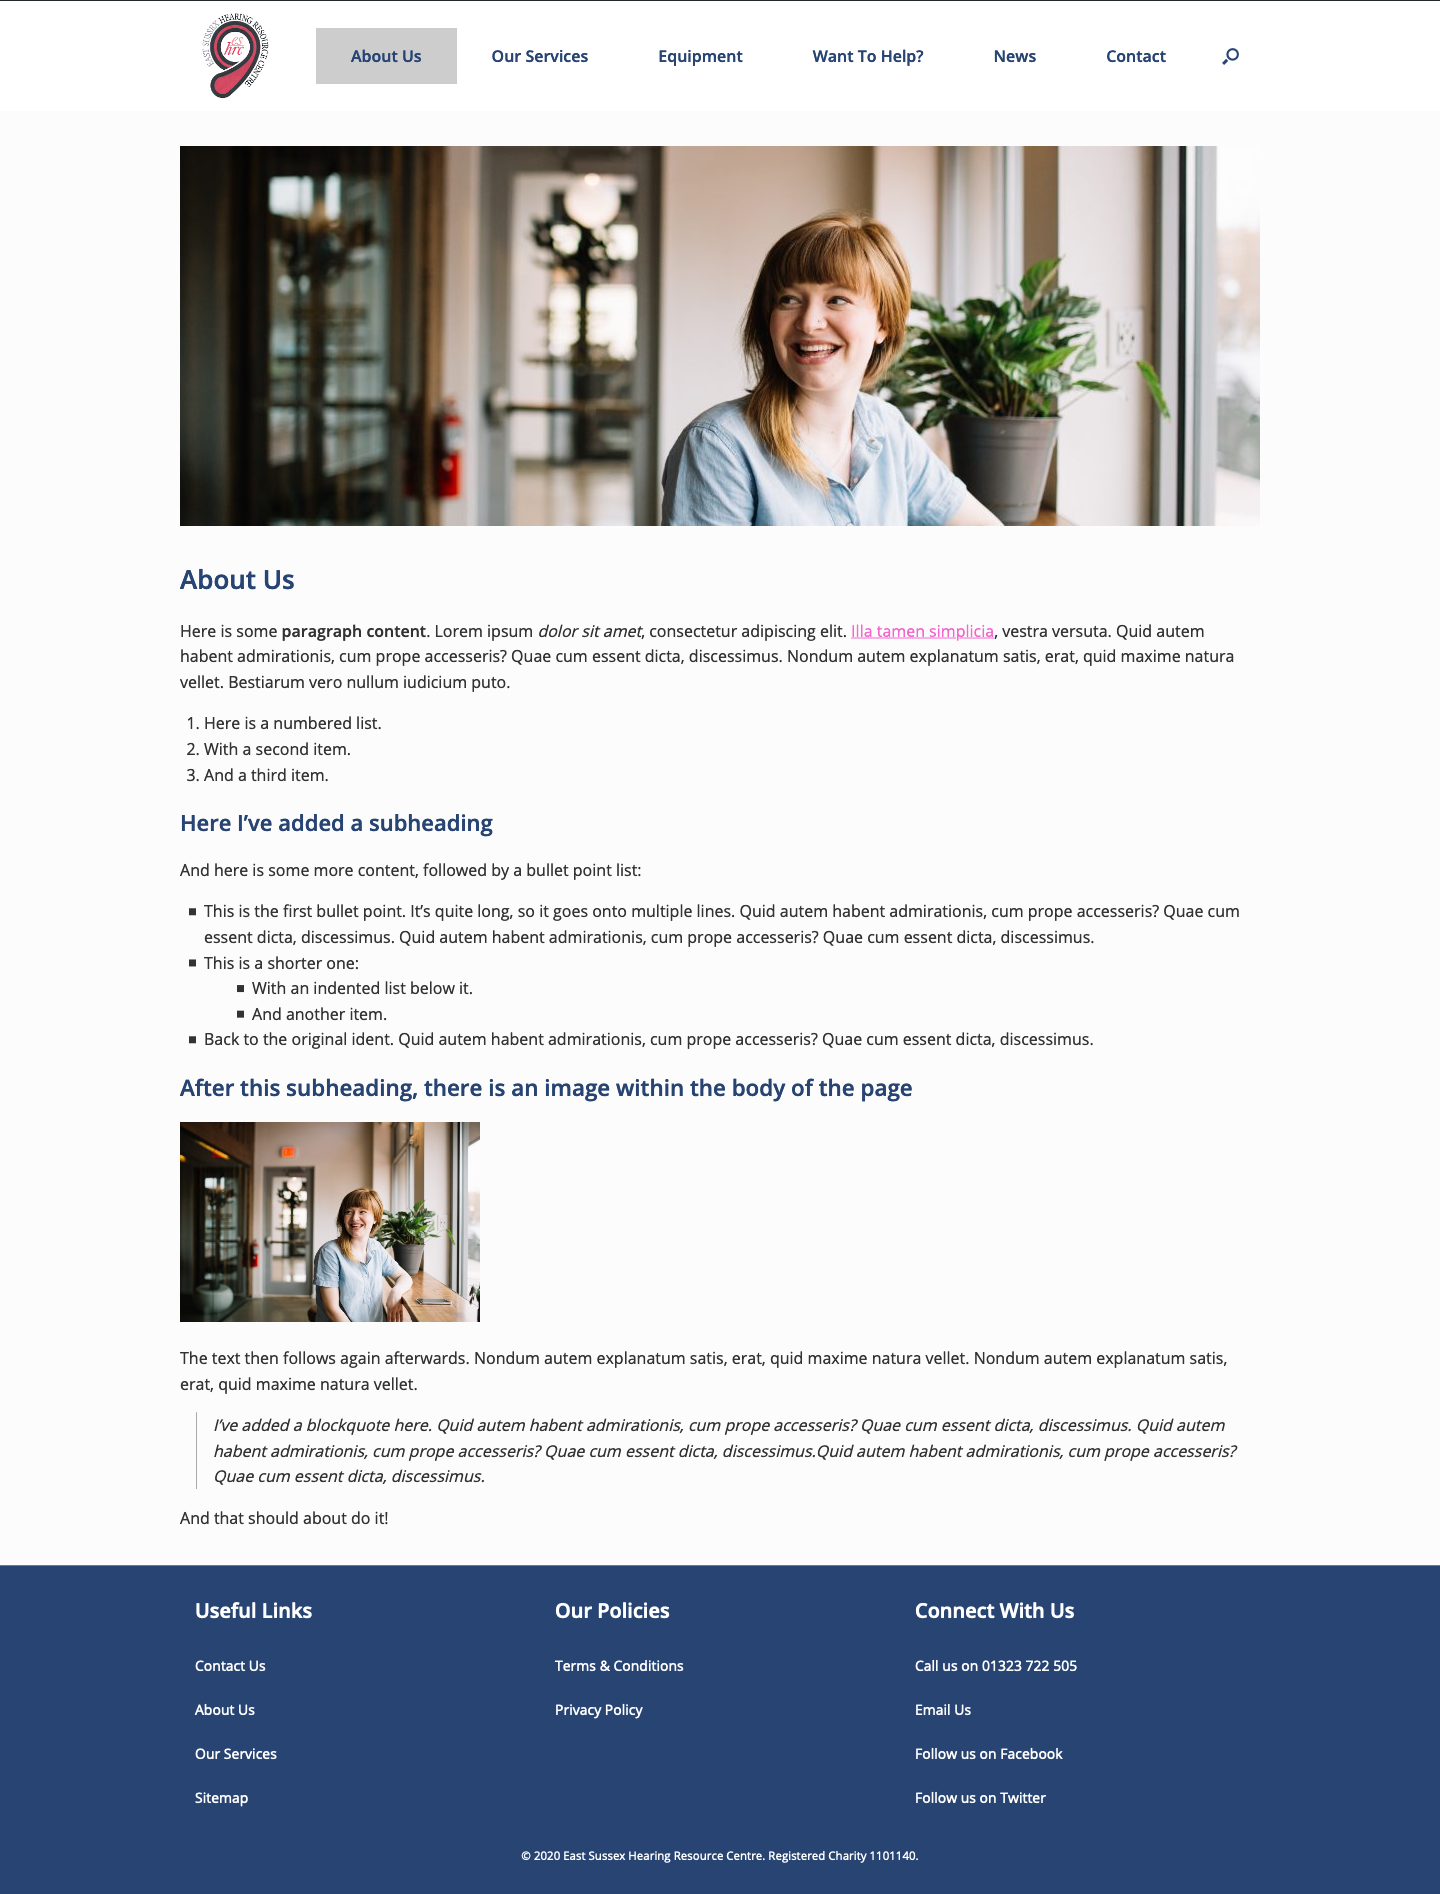 EAST SUSSEX HEARING RESOURCE CENTRE
hrc
About Us
Our Services
Equipment
Want To Help?
News
Contact
About Us
Here is some paragraph content. Lorem ipsum dolor sit amet, consectetur adipiscing elit. Illa tamen simplicia, vestra versuta. Quid autem
habent admirationis, cum prope accesseris? Quae cum essent dicta, discessimus. Nondum autem explanatum satis, erat, quid maxime natura
vellet. Bestiarum vero nullum iudicium puto.
1. Here is a numbered list.
2. With a second item.
3. And a third item.
Here I’ve added a subheading
And here is some more content, followed by a bullet point list:
This is the first bullet point. It’s quite long, so it goes onto multiple lines. Quid autem habent admirationis, cum prope accesseris? Quae cum
essent dicta, discessimus. Quid autem habent admirationis, cum prope accesseris? Quae cum essent dicta, discessimus.
This is a shorter one:
With an indented list below it.
And another item.
Back to the original ident. Quid autem habent admirationis, cum prope accesseris? Quae cum essent dicta, discessimus.
After this subheading, there is an image within the body of the page
The text then follows again afterwards. Nondum autem explanatum satis, erat, quid maxime natura vellet. Nondum autem explanatum satis,
erat, quid maxime natura vellet.
I’ve added a blockquote here. Quid autem habent admirationis, cum prope accesseris? Quae cum essent dicta, discessimus. Quid autem
habent admirationis, cum prope accesseris? Quae cum essent dicta, discessimus.Quid autem habent admirationis, cum prope accesseris?
Quae cum essent dicta, discessimus.
And that should about do it!
Useful Links
Contact Us
About Us
Our Services
Sitemap
Our Policies
Terms & Conditions
Privacy Policy
Connect With Us
Call us on 01323 722 505
Email Us
Follow us on Facebook
Follow us on Twitter
© 2020 East Sussex Hearing Resource Centre. Registered Charity 1101140.